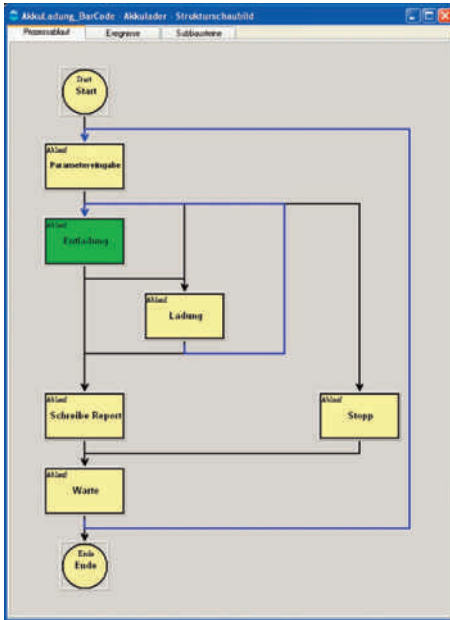 AkkuLadung_BarCode - Akkulader - Strukturschaubild
Prozessablauf Ereignisse Subbausteine
Start
Start
Ablauf
Parametereingabe
Ablauf
Entladung
Ablauf
Ladung
Ablauf
Schreibe Report
Ablauf
Stopp
Ablauf
Warte
Ende
Ende